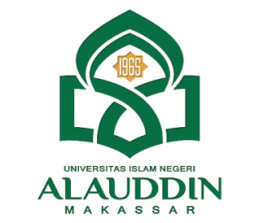 1965
UNIVERSITAS ISLAM NEGERI
ALAUDDIN
MAKASSAR